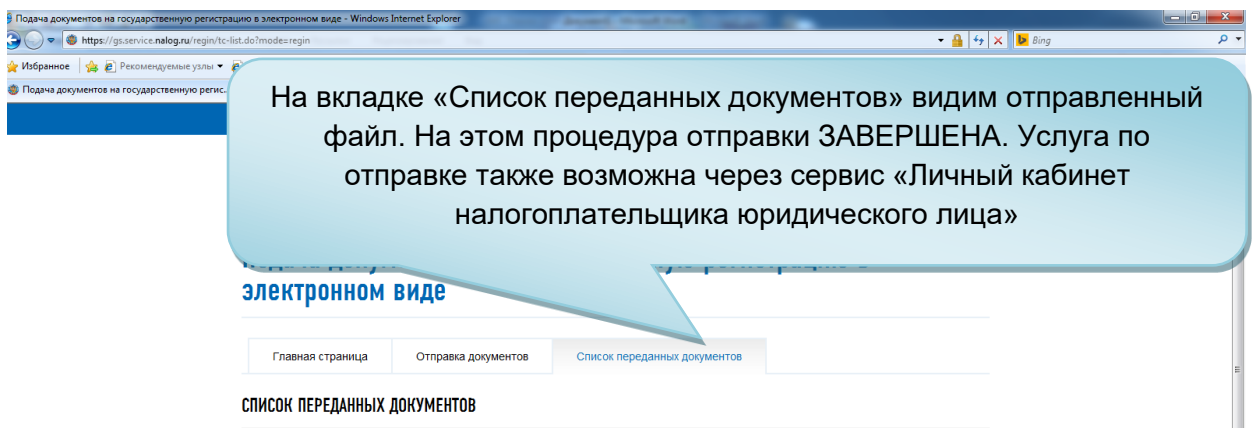 Подача документов на государственную регистрацию в электронном виде - Windows Internet Explorer
https://gs.service.nalog.ru/regin/tc-list.do?mode=regin
Bing
Избранное
Рекомендуемые узлы
Подача документов на государственную регис...
На вкладке «Список переданных документов» видим отправленный
файл. На этом процедура отправки ЗАВЕРШЕНА. Услуга по
отправке также возможна через сервис «Личный кабинет
налогоплательщика юридического лица»
электронном виде
Главная страница
Отправка документов
Список переданных документов
СПИСОК ПЕРЕДАННЫХ ДОКУМЕНТОВ